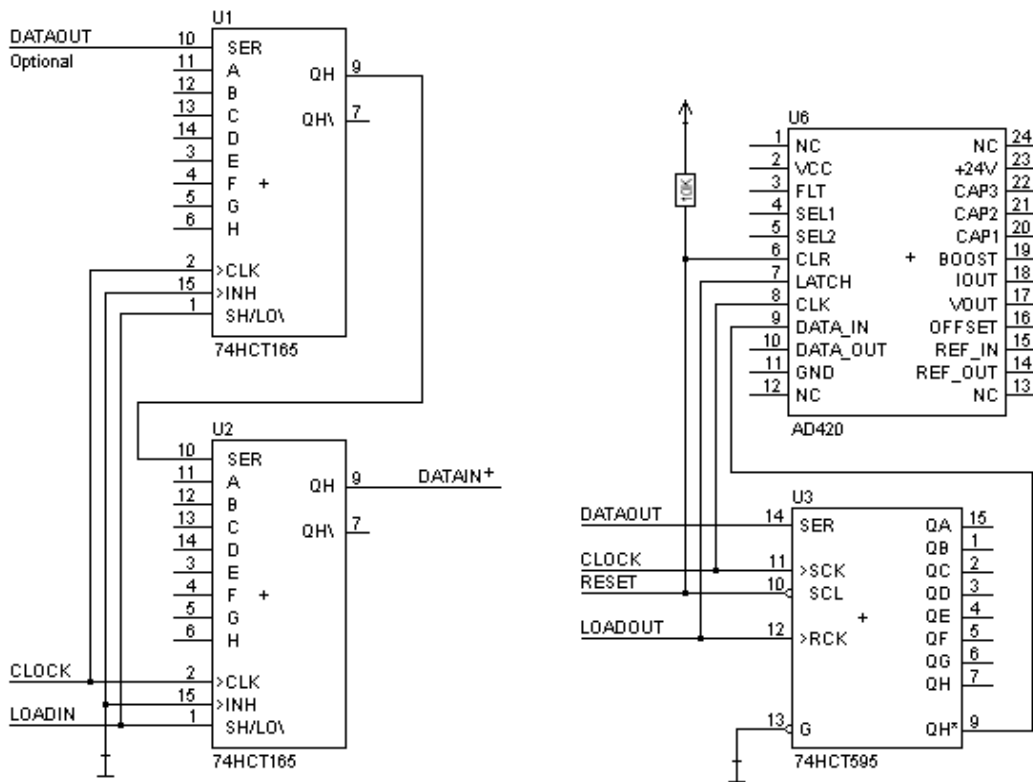 U1
DATAOUT 10 SER
Optional
11 A
12 B
13 C
14 D
3 E
4 F +
5 G
6 H
2 >CLK
15 >INH
1 SH/LO\
QH 9
QH\ 7
74HCT165
U2
10 SER
11 A
12 B
13 C
14 D
3 E
4 F +
5 G
6 H
CLOCK 2 >CLK
15 >INH
LOADIN 1 SH/LO\
QH 9 DATAIN+
QH\ 7
74HCT165
10K
U6
1 NC NC 24
2 VCC +24V 23
3 FLT CAP3 22
4 SEL1 CAP2 21
5 SEL2 CAP1 20
6 CLR + BOOST 19
7 LATCH IOUT 18
8 CLK VOUT 17
9 DATA_IN OFFSET 16
10 DATA_OUT REF_IN 15
11 GND REF_OUT 14
12 NC NC 13
AD420
U3
DATAOUT 14 SER QA 15
QB 1
CLOCK 11 >SCK QC 2
RESET 10 SCL QD 3
QE 4
LOADOUT 12 >RCK QF 5
+
QG 6
QH 7
13 G QH* 9
74HCT595